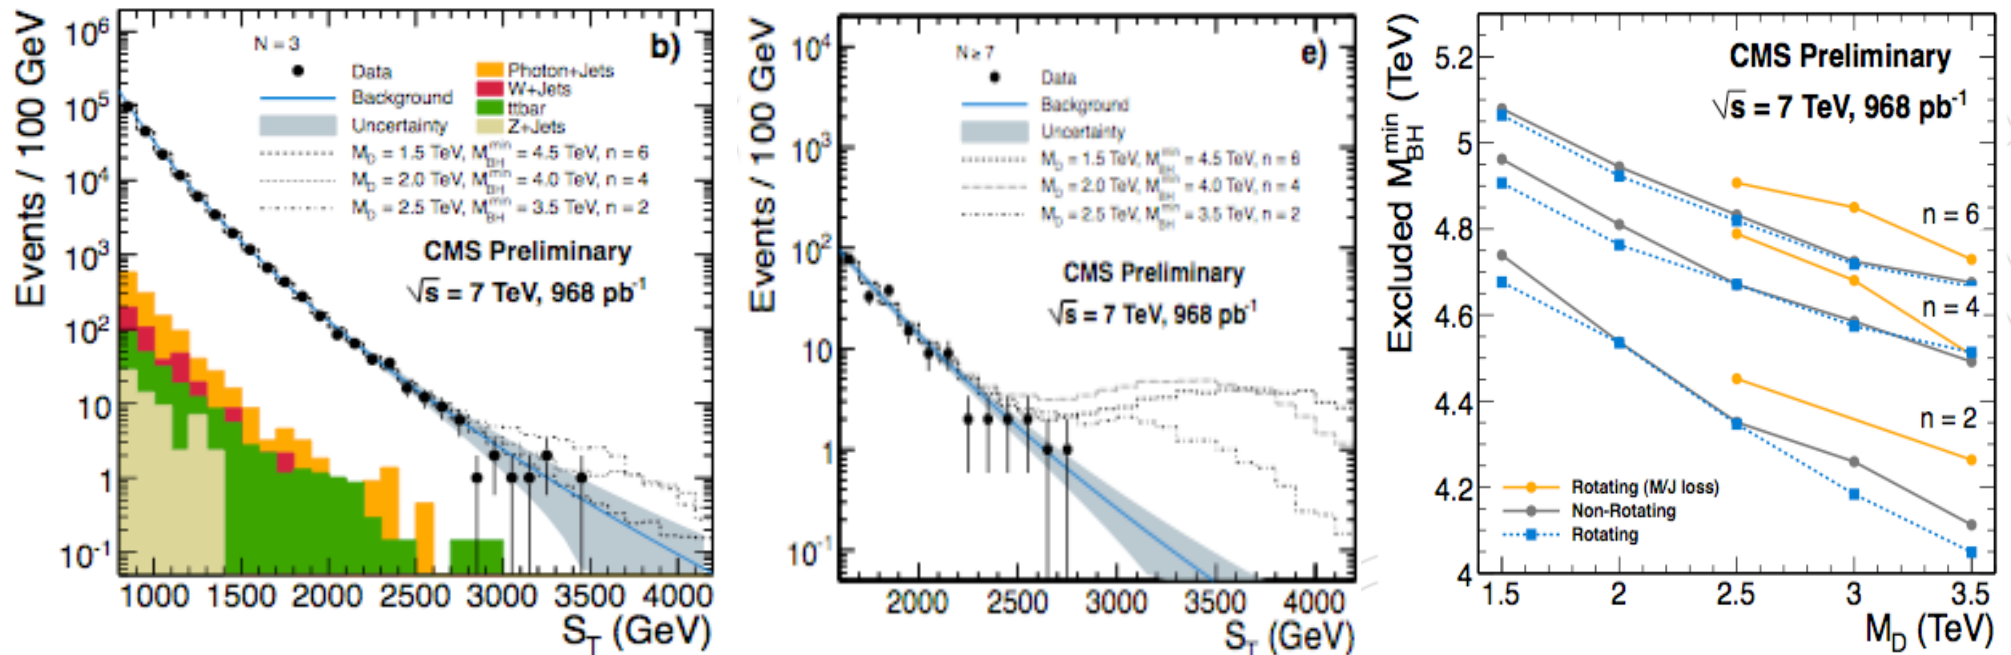 b)
N = 3
Data
Background
Uncertainty
Photon+Jets
W+Jets
ttbar
Z+Jets
M_D = 1.5 TeV, M_BH^min = 4.5 TeV, n = 6
M_D = 2.0 TeV, M_BH^min = 4.0 TeV, n = 4
M_D = 2.5 TeV, M_BH^min = 3.5 TeV, n = 2
CMS Preliminary
√s = 7 TeV, 968 pb^-1
Events / 100 GeV
10^6
10^5
10^4
10^3
10^2
10
1
10^-1
1000 1500 2000 2500 3000 3500 4000
S_T (GeV)
e)
N ≥ 7
Data
Background
Uncertainty
M_D = 1.5 TeV, M_BH^min = 4.5 TeV, n = 6
M_D = 2.0 TeV, M_BH^min = 4.0 TeV, n = 4
M_D = 2.5 TeV, M_BH^min = 3.5 TeV, n = 2
CMS Preliminary
√s = 7 TeV, 968 pb^-1
Events / 100 GeV
10^4
10^3
10^2
10
1
10^-1
2000 2500 3000 3500 4000
S_T (GeV)
CMS Preliminary
√s = 7 TeV, 968 pb^-1
Excluded M_BH^min (TeV)
5.2
5
4.8
4.6
4.4
4.2
4
n = 6
n = 4
n = 2
Rotating (M/J loss)
Non-Rotating
Rotating
1.5 2 2.5 3 3.5
M_D (TeV)